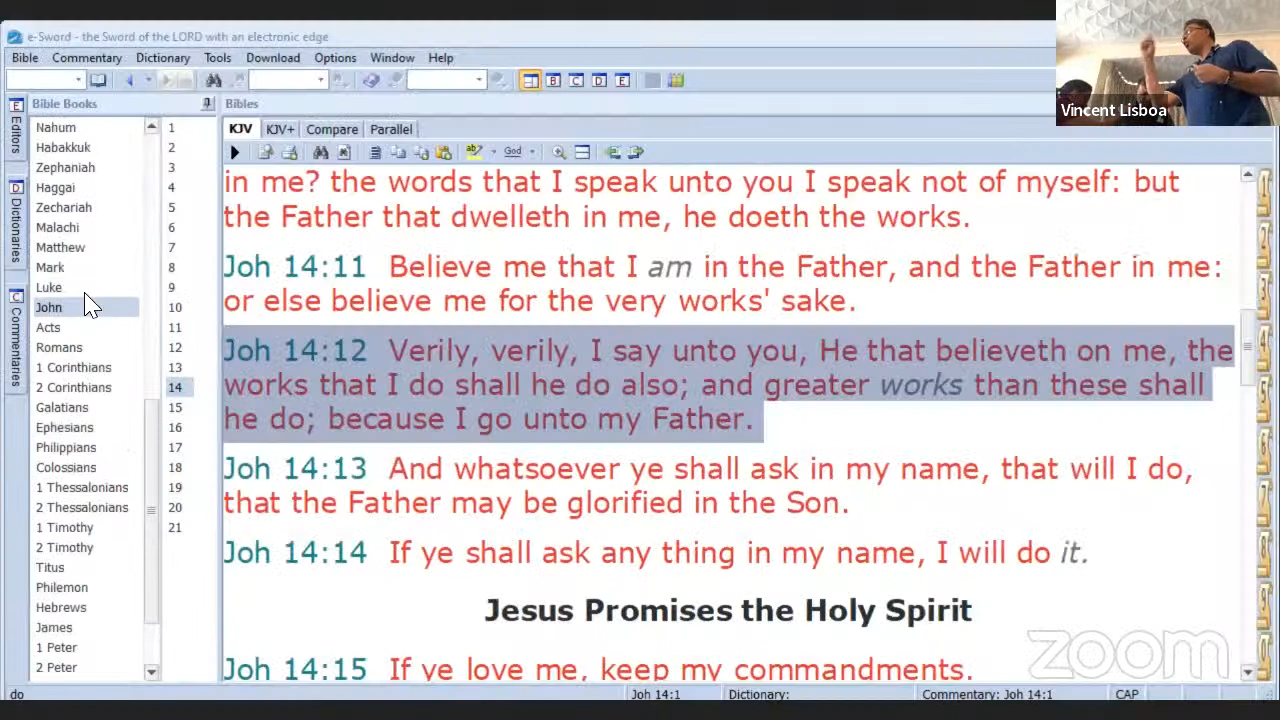 e-Sword - the Sword of the LORD with an electronic edge
Bible Commentary Dictionary Tools Download Options Window Help
B C D E
Vincent Lisboa
E Editors
D Dictionaries
C Commentaries
Bible Books
Nahum
Habakkuk
Zephaniah
Haggai
Zechariah
Malachi
Matthew
Mark
Luke
John
Acts
Romans
1 Corinthians
2 Corinthians
Galatians
Ephesians
Philippians
Colossians
1 Thessalonians
2 Thessalonians
1 Timothy
2 Timothy
Titus
Philemon
Hebrews
James
1 Peter
2 Peter
1
2
3
4
5
6
7
8
9
10
11
12
13
14
15
16
17
18
19
20
21
Bibles
KJV KJV+ Compare Parallel
ab God
in me? the words that I speak unto you I speak not of myself: but
the Father that dwelleth in me, he doeth the works.
Joh 14:11 Believe me that I am in the Father, and the Father in me:
or else believe me for the very works' sake.
Joh 14:12 Verily, verily, I say unto you, He that believeth on me, the
works that I do shall he do also; and greater works than these shall
he do; because I go unto my Father.
Joh 14:13 And whatsoever ye shall ask in my name, that will I do,
that the Father may be glorified in the Son.
Joh 14:14 If ye shall ask any thing in my name, I will do it.
Jesus Promises the Holy Spirit
Joh 14:15 If ye love me, keep my commandments.
zoom
do Joh 14:1 Dictionary: Commentary: Joh 14:1 CAP